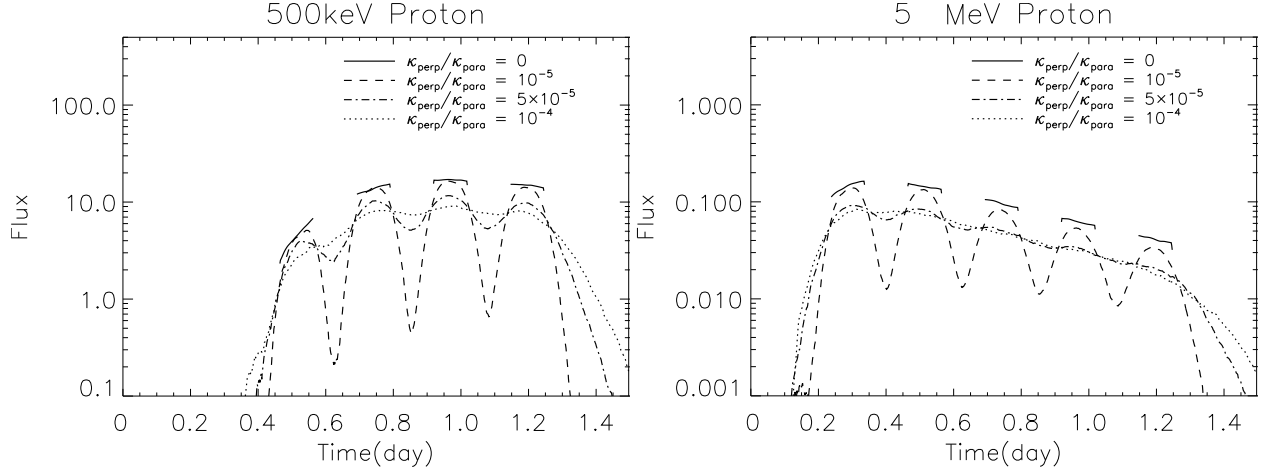 500keV Proton
κperp/κpara = 0
κperp/κpara = 10-5
κperp/κpara = 5×10-5
κperp/κpara = 10-4
100.0
10.0
1.0
0.1
Flux
0 0.2 0.4 0.6 0.8 1.0 1.2 1.4
Time(day)
5 MeV Proton
κperp/κpara = 0
κperp/κpara = 10-5
κperp/κpara = 5×10-5
κperp/κpara = 10-4
1.000
0.100
0.010
0.001
Flux
0 0.2 0.4 0.6 0.8 1.0 1.2 1.4
Time(day)